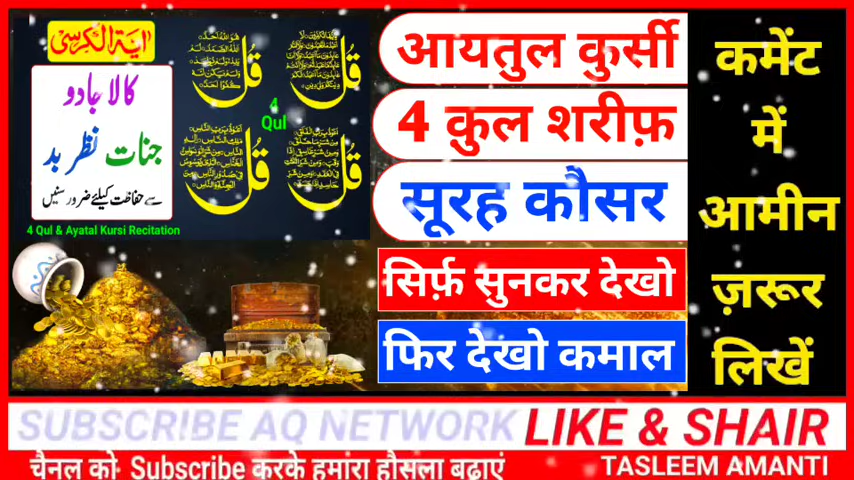 آیۃ الکرسی
کالا جادو
جنات نظر بد
سے حفاظت کیلئے ضرور سنیں
4 Qul & Ayatal Kursi Recitation
قُل
قُل
4
Qul
قُل
قُل
आयतुल कुर्सी
4 कुल शरीफ़
सूरह कौसर
सिर्फ़ सुनकर देखो
फिर देखो कमाल
कमेंट
में
आमीन
ज़रूर
लिखें
SUBSCRIBE AQ NETWORK LIKE & SHAIR
चैनल को Subscribe करके हमारा हौसला बढ़ाएं
TASLEEM AMANTI